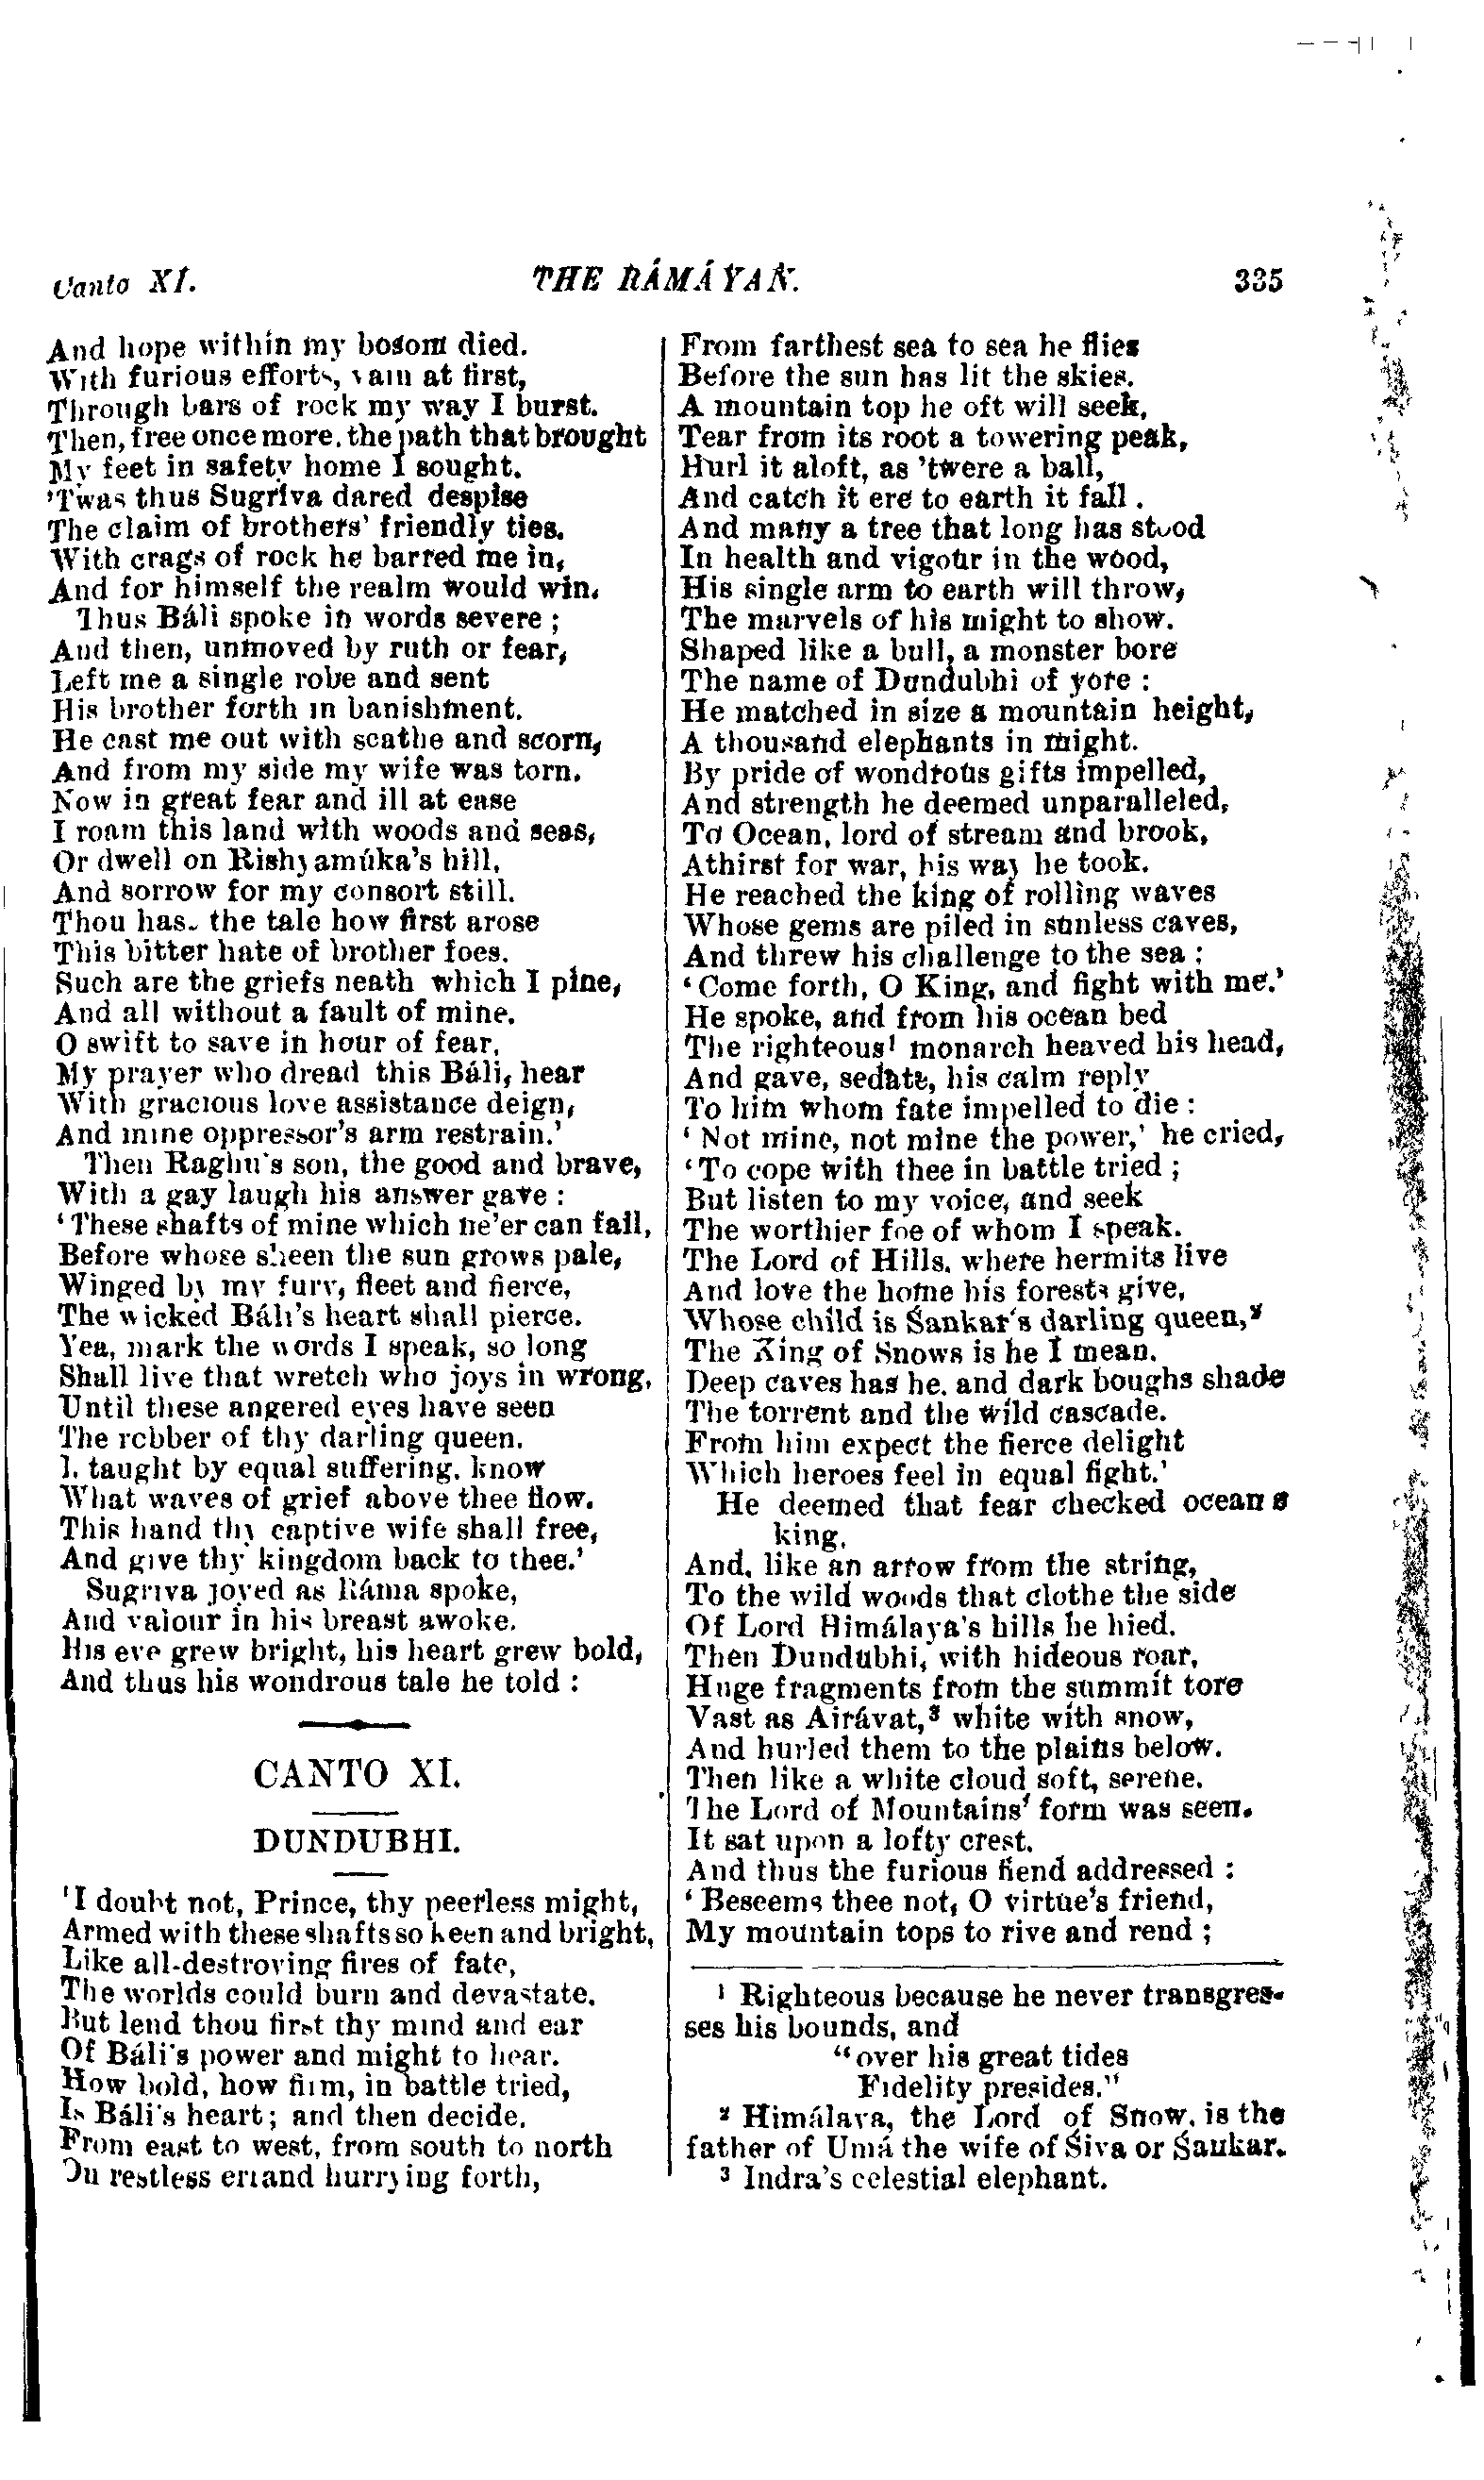 Canto XI.
THE RÁMÁYAN.
335
And hope within my bosom died.
With furious efforts, vain at first,
Through bars of rock my way I burst.
Then, free once more, the path that brought
My feet in safety home I sought.
'Twas thus Sugríva dared despise
The claim of brothers' friendly ties.
With crags of rock he barred me in,
And for himself the realm would win.
Thus Báli spoke in words severe ;
And then, unmoved by ruth or fear,
Left me a single robe and sent
His brother forth in banishment.
He cast me out with scathe and scorn,
And from my side my wife was torn.
Now in great fear and ill at ease
I roam this land with woods and seas,
Or dwell on Rishyamúka's hill,
And sorrow for my consort still.
Thou hast the tale how first arose
This bitter hate of brother foes.
Such are the griefs neath which I pine,
And all without a fault of mine.
O swift to save in hour of fear,
My prayer who dread this Báli, hear
With gracious love assistance deign,
And mine oppressor's arm restrain.'
Then Raghu's son, the good and brave,
With a gay laugh his answer gave :
'These shafts of mine which ne'er can fail,
Before whose sheen the sun grows pale,
Winged by my fury, fleet and fierce,
The wicked Báli's heart shall pierce.
Yea, mark the words I speak, so long
Shall live that wretch who joys in wrong,
Until these angered eyes have seen
The robber of thy darling queen.
I, taught by equal suffering, know
What waves of grief above thee flow.
This hand thy captive wife shall free,
And give thy kingdom back to thee.'
Sugríva joyed as Ráma spoke,
And valour in his breast awoke.
His eye grew bright, his heart grew bold,
And thus his wondrous tale he told :
CANTO XI.
DUNDUBHI.
'I doubt not, Prince, thy peerless might,
Armed with these shafts so keen and bright,
Like all-destroying fires of fate,
The worlds could burn and devastate.
But lend thou first thy mind and ear
Of Báli's power and might to hear.
How bold, how firm, in battle tried,
Is Báli's heart; and then decide.
From east to west, from south to north
On restless errand hurrying forth,
From farthest sea to sea he flies
Before the sun has lit the skies.
A mountain top he oft will seek,
Tear from its root a towering peak,
Hurl it aloft, as 'twere a ball,
And catch it ere to earth it fall .
And many a tree that long has stood
In health and vigour in the wood,
His single arm to earth will throw,
The marvels of his might to show.
Shaped like a bull, a monster bore
The name of Dundubhi of yore :
He matched in size a mountain height,
A thousand elephants in might.
By pride of wondrous gifts impelled,
And strength he deemed unparalleled,
To Ocean, lord of stream and brook,
Athirst for war, his way he took.
He reached the king of rolling waves
Whose gems are piled in sunless caves,
And threw his challenge to the sea ;
'Come forth, O King, and fight with me.'
He spoke, and from his ocean bed
The righteous¹ monarch heaved his head,
And gave, sedate, his calm reply
To him whom fate impelled to die :
'Not mine, not mine the power,' he cried,
'To cope with thee in battle tried ;
But listen to my voice, and seek
The worthier foe of whom I speak.
The Lord of Hills, where hermits live
And love the home his forests give,
Whose child is Śankar's darling queen,²
The King of Snows is he I mean.
Deep caves has he, and dark boughs shade
The torrent and the wild cascade.
From him expect the fierce delight
Which heroes feel in equal fight.'
He deemed that fear checked ocean's
king,
And, like an arrow from the string,
To the wild woods that clothe the side
Of Lord Himálaya's hills he hied.
Then Dundubhi, with hideous roar,
Huge fragments from the summit tore
Vast as Airávat,³ white with snow,
And hurled them to the plains below.
Then like a white cloud soft, serene,
The Lord of Mountains' form was seen.
It sat upon a lofty crest,
And thus the furious fiend addressed :
'Beseems thee not, O virtue's friend,
My mountain tops to rive and rend ;
¹ Righteous because he never transgres-
ses his bounds, and
"over his great tides
Fidelity presides."
² Himálaya, the Lord of Snow, is the
father of Umá the wife of Śiva or Śankar.
³ Indra's celestial elephant.